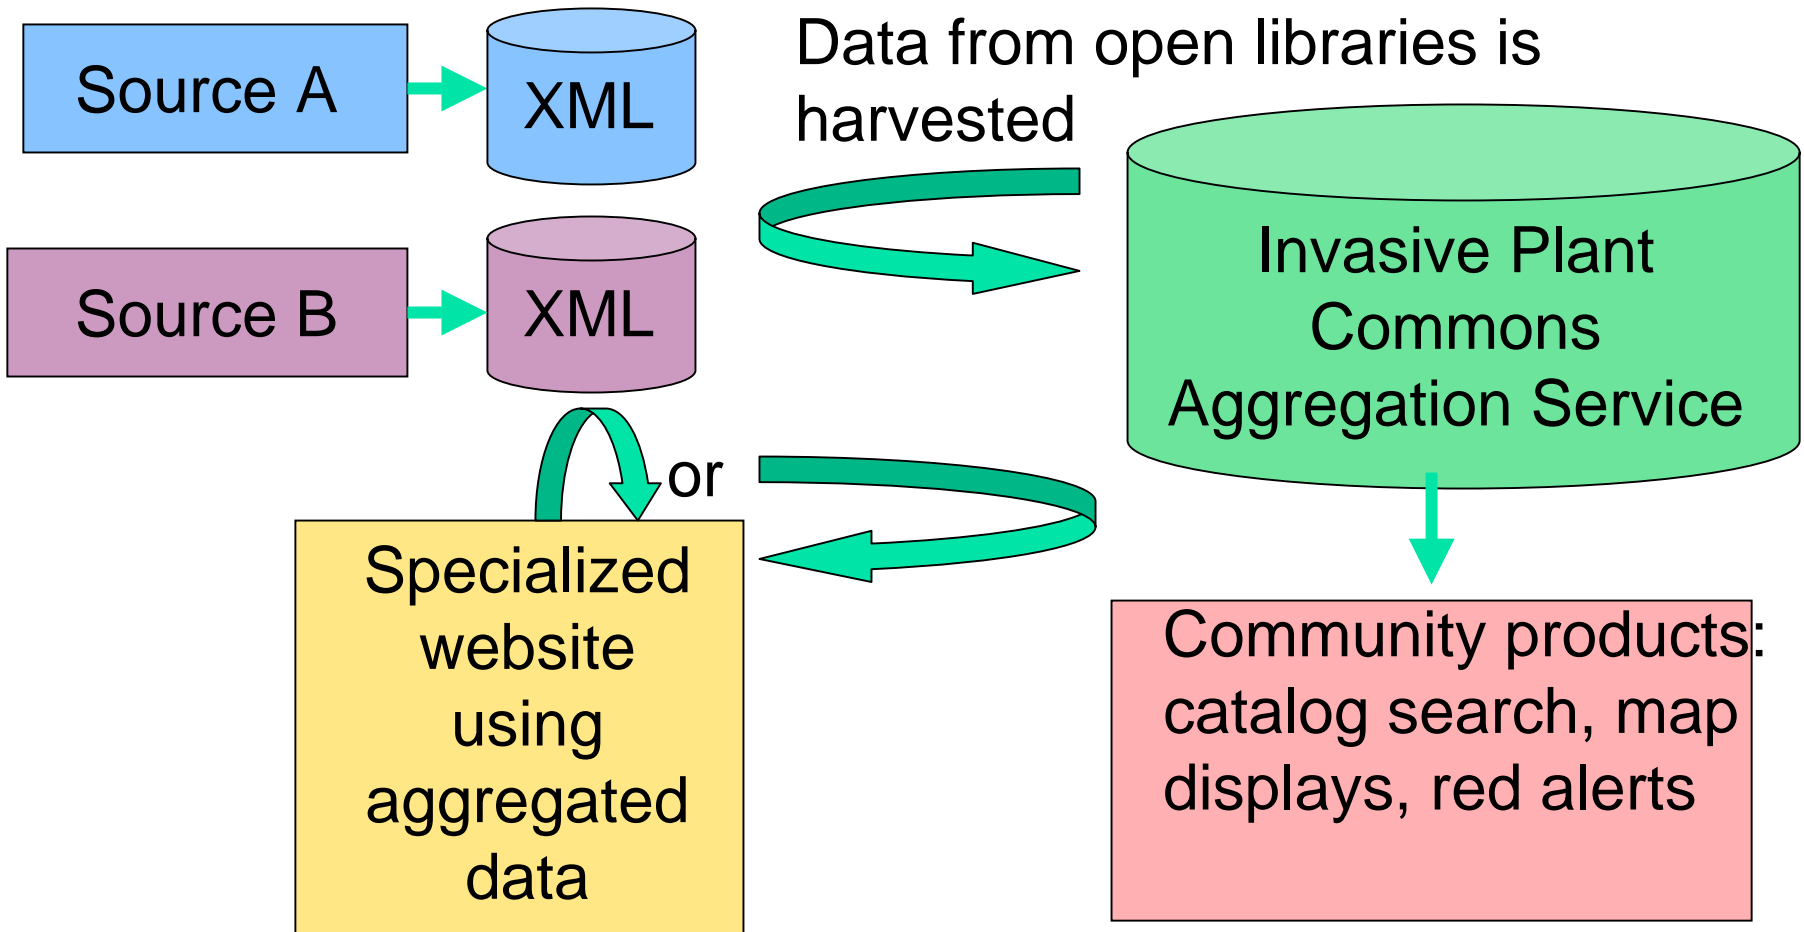 Source A
XML
Data from open libraries is
harvested
Source B
XML
Invasive Plant
Commons
Aggregation Service
or
Specialized
website
using
aggregated
data
Community products:
catalog search, map
displays, red alerts